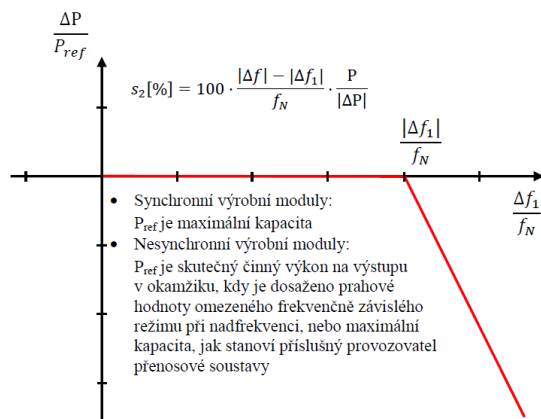 ΔP
P_ref
s₂[%] = 100 · |Δf| − |Δf₁| / f_N · P / |ΔP|
|Δf₁|
f_N
Δf₁
f_N
• Synchronní výrobní moduly:
P_ref je maximální kapacita
• Nesynchronní výrobní moduly:
P_ref je skutečný činný výkon na výstupu
v okamžiku, kdy je dosaženo prahové
hodnoty omezeného frekvenčně závislého
režimu při nadfrekvenci, nebo maximální
kapacita, jak stanoví příslušný provozovatel
přenosové soustavy